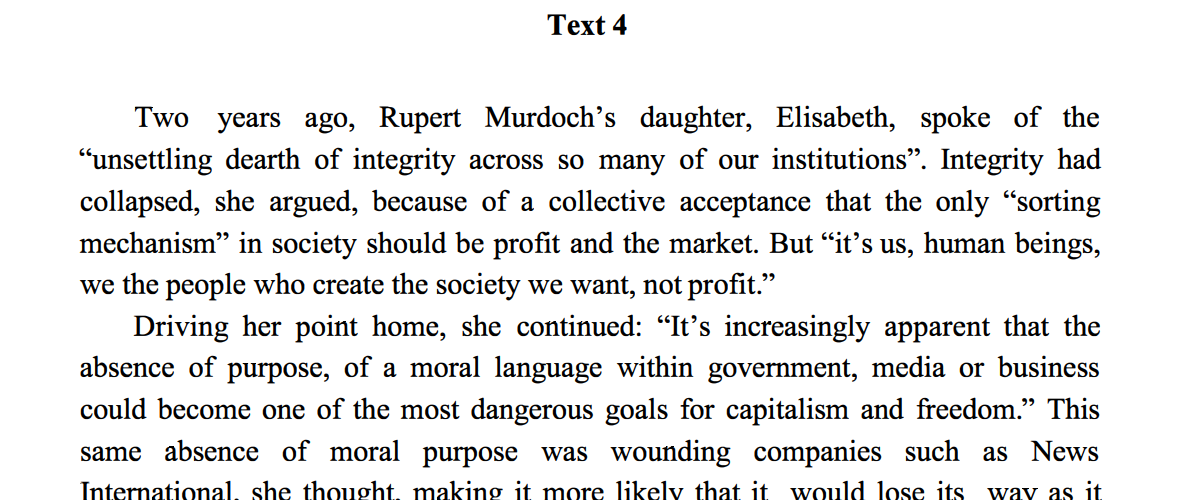 Text 4
Two years ago, Rupert Murdoch’s daughter, Elisabeth, spoke of the
“unsettling dearth of integrity across so many of our institutions”. Integrity had
collapsed, she argued, because of a collective acceptance that the only “sorting
mechanism” in society should be profit and the market. But “it’s us, human beings,
we the people who create the society we want, not profit.”
Driving her point home, she continued: “It’s increasingly apparent that the
absence of purpose, of a moral language within government, media or business
could become one of the most dangerous goals for capitalism and freedom.” This
same absence of moral purpose was wounding companies such as News
International, she thought, making it more likely that it would lose its way as it